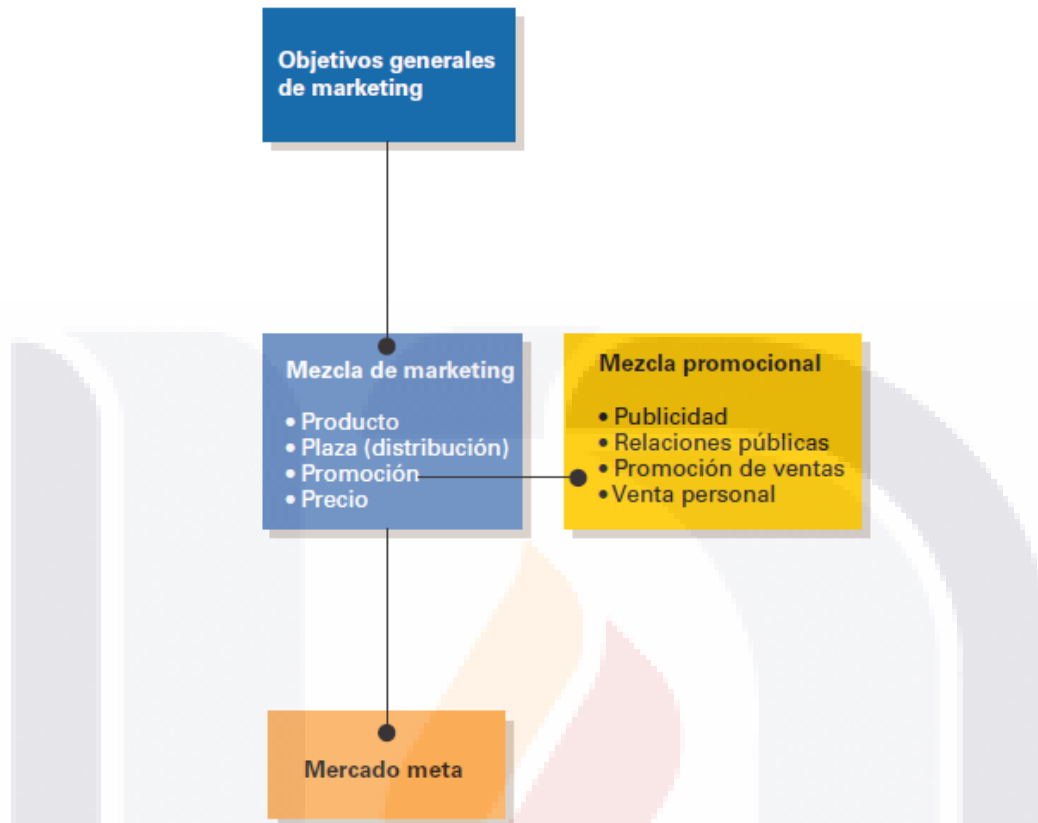 Objetivos generales
de marketing
Mezcla de marketing
• Producto
• Plaza (distribución)
• Promoción
• Precio
Mezcla promocional
• Publicidad
• Relaciones públicas
• Promoción de ventas
• Venta personal
Mercado meta